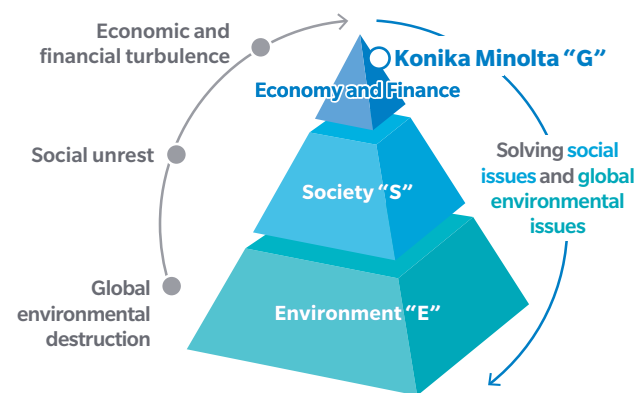 Economic and
financial turbulence
Konika Minolta “G”
Economy and Finance
Social unrest
Solving social
issues and global
environmental
issues
Society “S”
Global
environmental
destruction
Environment “E”